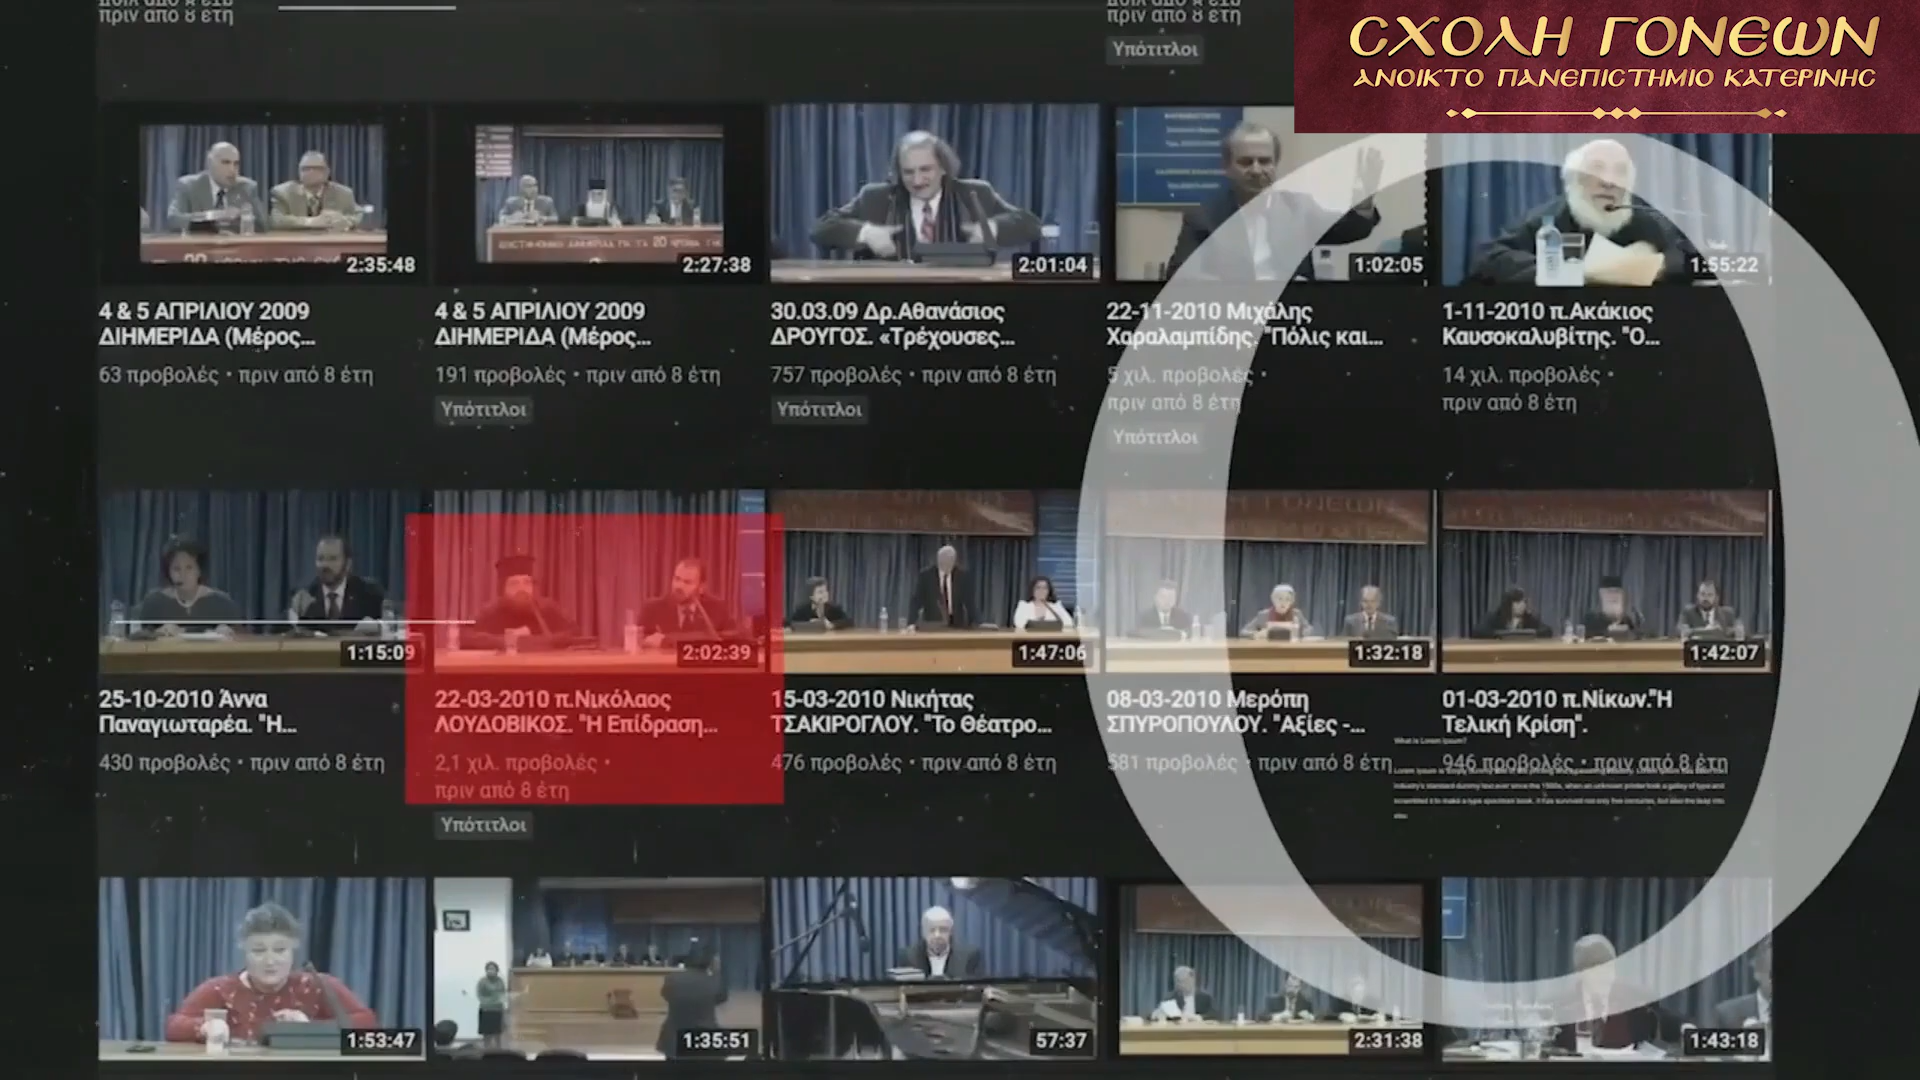 πριν από 8 έτη
πριν από 8 έτη
Υπότιτλοι
ΣΧΟΛΗ ΓΟΝΕΩΝ
ΑΝΟΙΚΤΟ ΠΑΝΕΠΙΣΤΗΜΙΟ ΚΑΤΕΡΙΝΗΣ
2:35:48
2:27:38
2:01:04
1:02:05
1:55:22
4 & 5 ΑΠΡΙΛΙΟΥ 2009
ΔΙΗΜΕΡΙΔΑ (Μέρος...
63 προβολές • πριν από 8 έτη
4 & 5 ΑΠΡΙΛΙΟΥ 2009
ΔΙΗΜΕΡΙΔΑ (Μέρος...
191 προβολές • πριν από 8 έτη
Υπότιτλοι
30.03.09 Δρ.Αθανάσιος
ΔΡΟΥΓΟΣ. «Τρέχουσες...
757 προβολές • πριν από 8 έτη
Υπότιτλοι
22-11-2010 Μιχάλης
Χαραλαμπίδης. "Πόλις και...
5 χιλ. προβολές •
πριν από 8 έτη
Υπότιτλοι
1-11-2010 π.Ακάκιος
Καυσοκαλυβίτης. "Ο...
14 χιλ. προβολές •
πριν από 8 έτη
1:15:09
2:02:39
1:47:06
1:32:18
1:42:07
25-10-2010 Άννα
Παναγιωταρέα. "Η...
430 προβολές • πριν από 8 έτη
22-03-2010 π.Νικόλαος
ΛΟΥΔΟΒΙΚΟΣ. "Η Επίδραση...
2,1 χιλ. προβολές •
πριν από 8 έτη
Υπότιτλοι
15-03-2010 Νικήτας
ΤΣΑΚΙΡΟΓΛΟΥ. "Το Θέατρο...
476 προβολές • πριν από 8 έτη
08-03-2010 Μερόπη
ΣΠΥΡΟΠΟΥΛΟΥ. "Αξίες -...
581 προβολές • πριν από 8 έτη
01-03-2010 π.Νίκων."Η
Τελική Κρίση".
946 προβολές • πριν από 8 έτη
What is Lorem Ipsum?
1:53:47
1:35:51
57:37
2:31:38
1:43:18